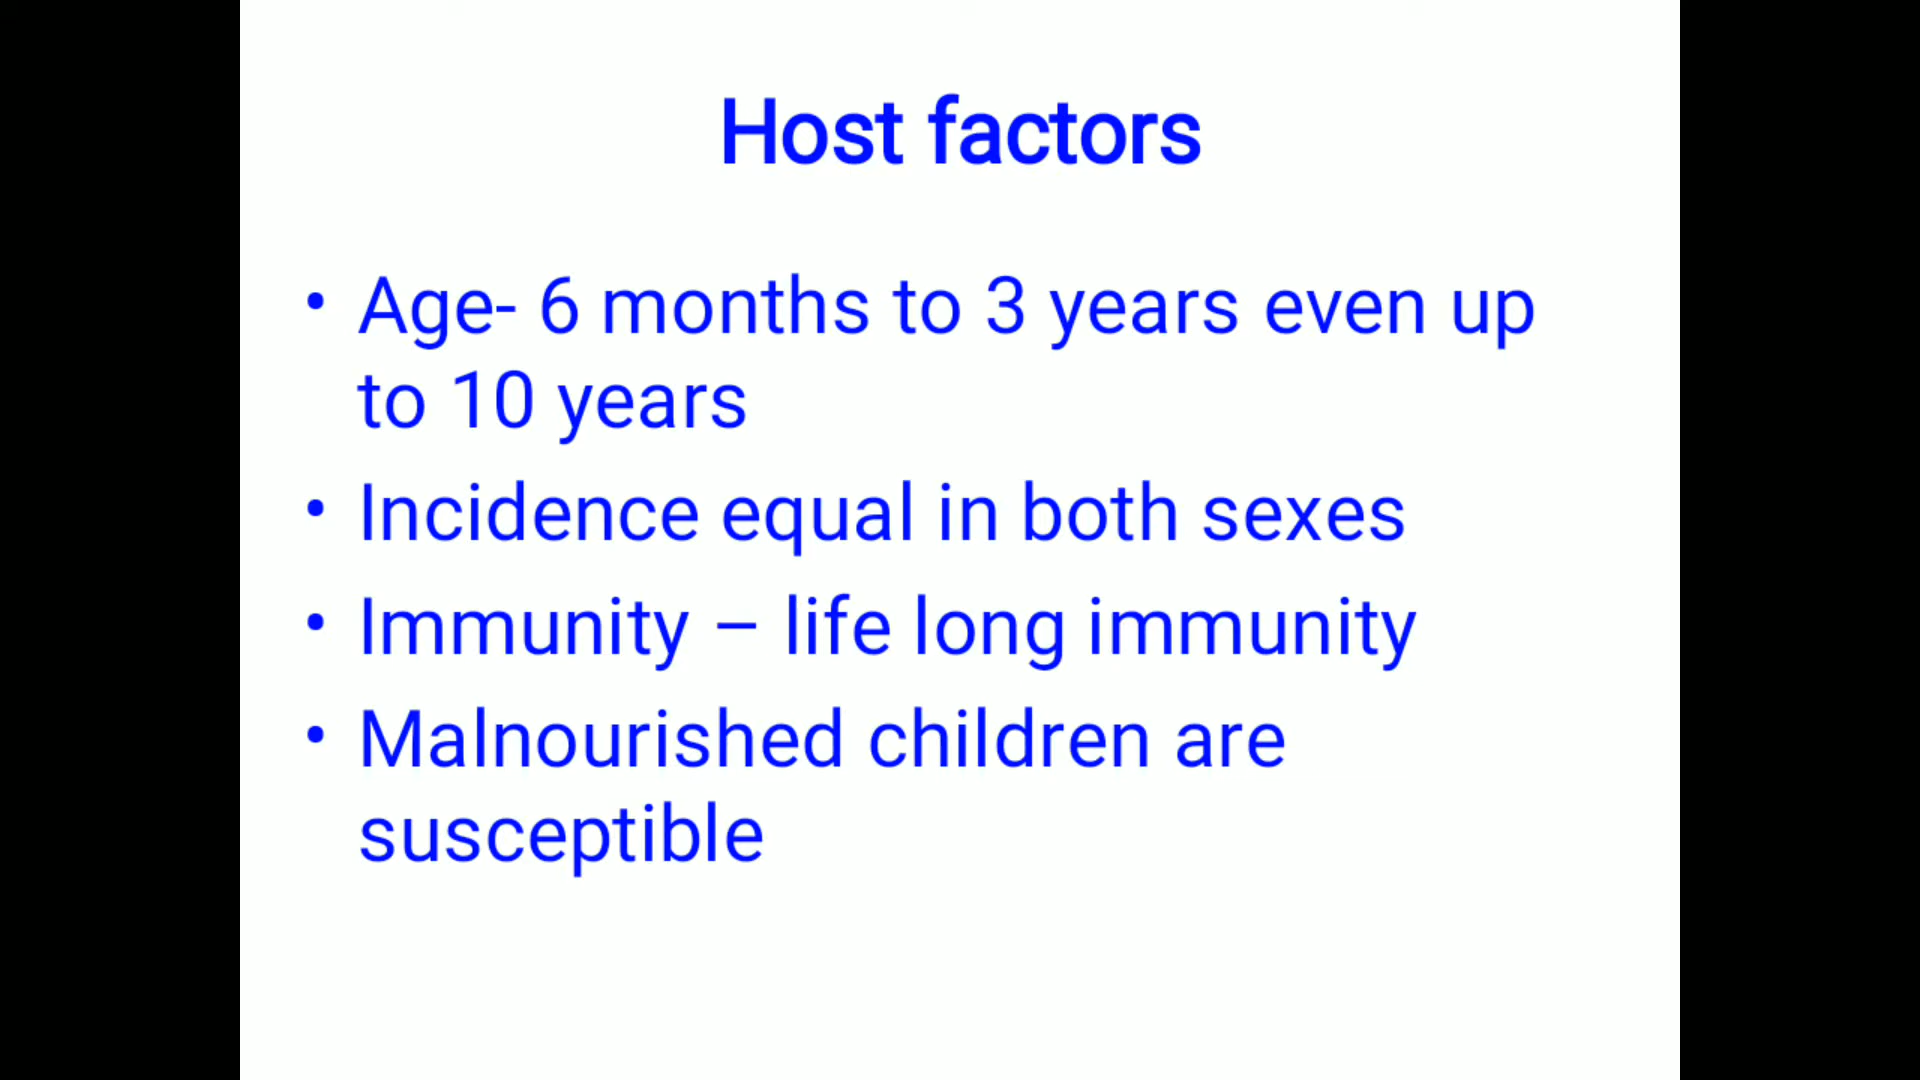 Host factors
• Age- 6 months to 3 years even up
to 10 years
• Incidence equal in both sexes
• Immunity – life long immunity
• Malnourished children are
susceptible